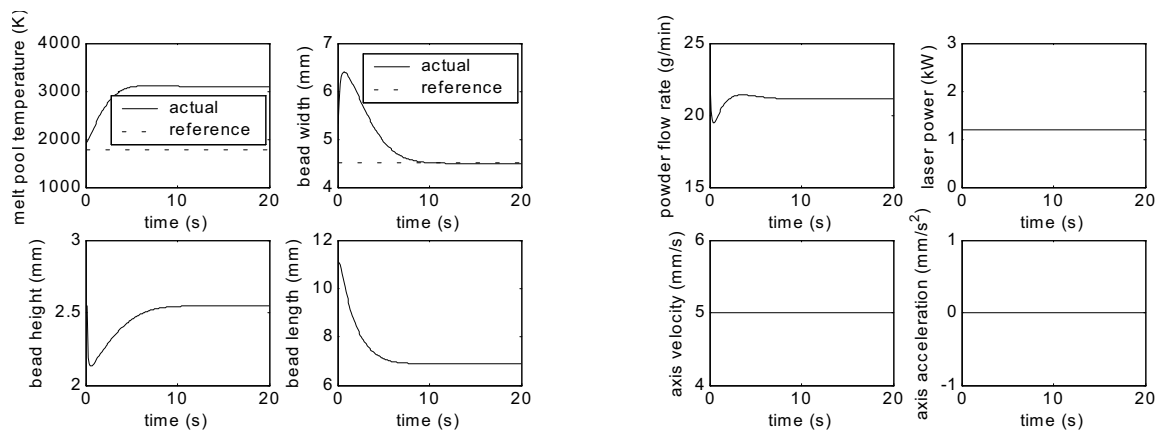 melt pool temperature (K)
4000
3000
2000
1000
actual
reference
0
10
20
time (s)
bead width (mm)
7
6
5
4
actual
reference
0
10
20
time (s)
powder flow rate (g/min)
25
20
15
0
10
20
time (s)
laser power (kW)
3
2
1
0
0
10
20
time (s)
bead height (mm)
3
2.5
2
0
10
20
time (s)
bead length (mm)
12
10
8
6
0
10
20
time (s)
axis velocity (mm/s)
6
5
4
0
10
20
time (s)
axis acceleration (mm/s²)
1
0
-1
0
10
20
time (s)